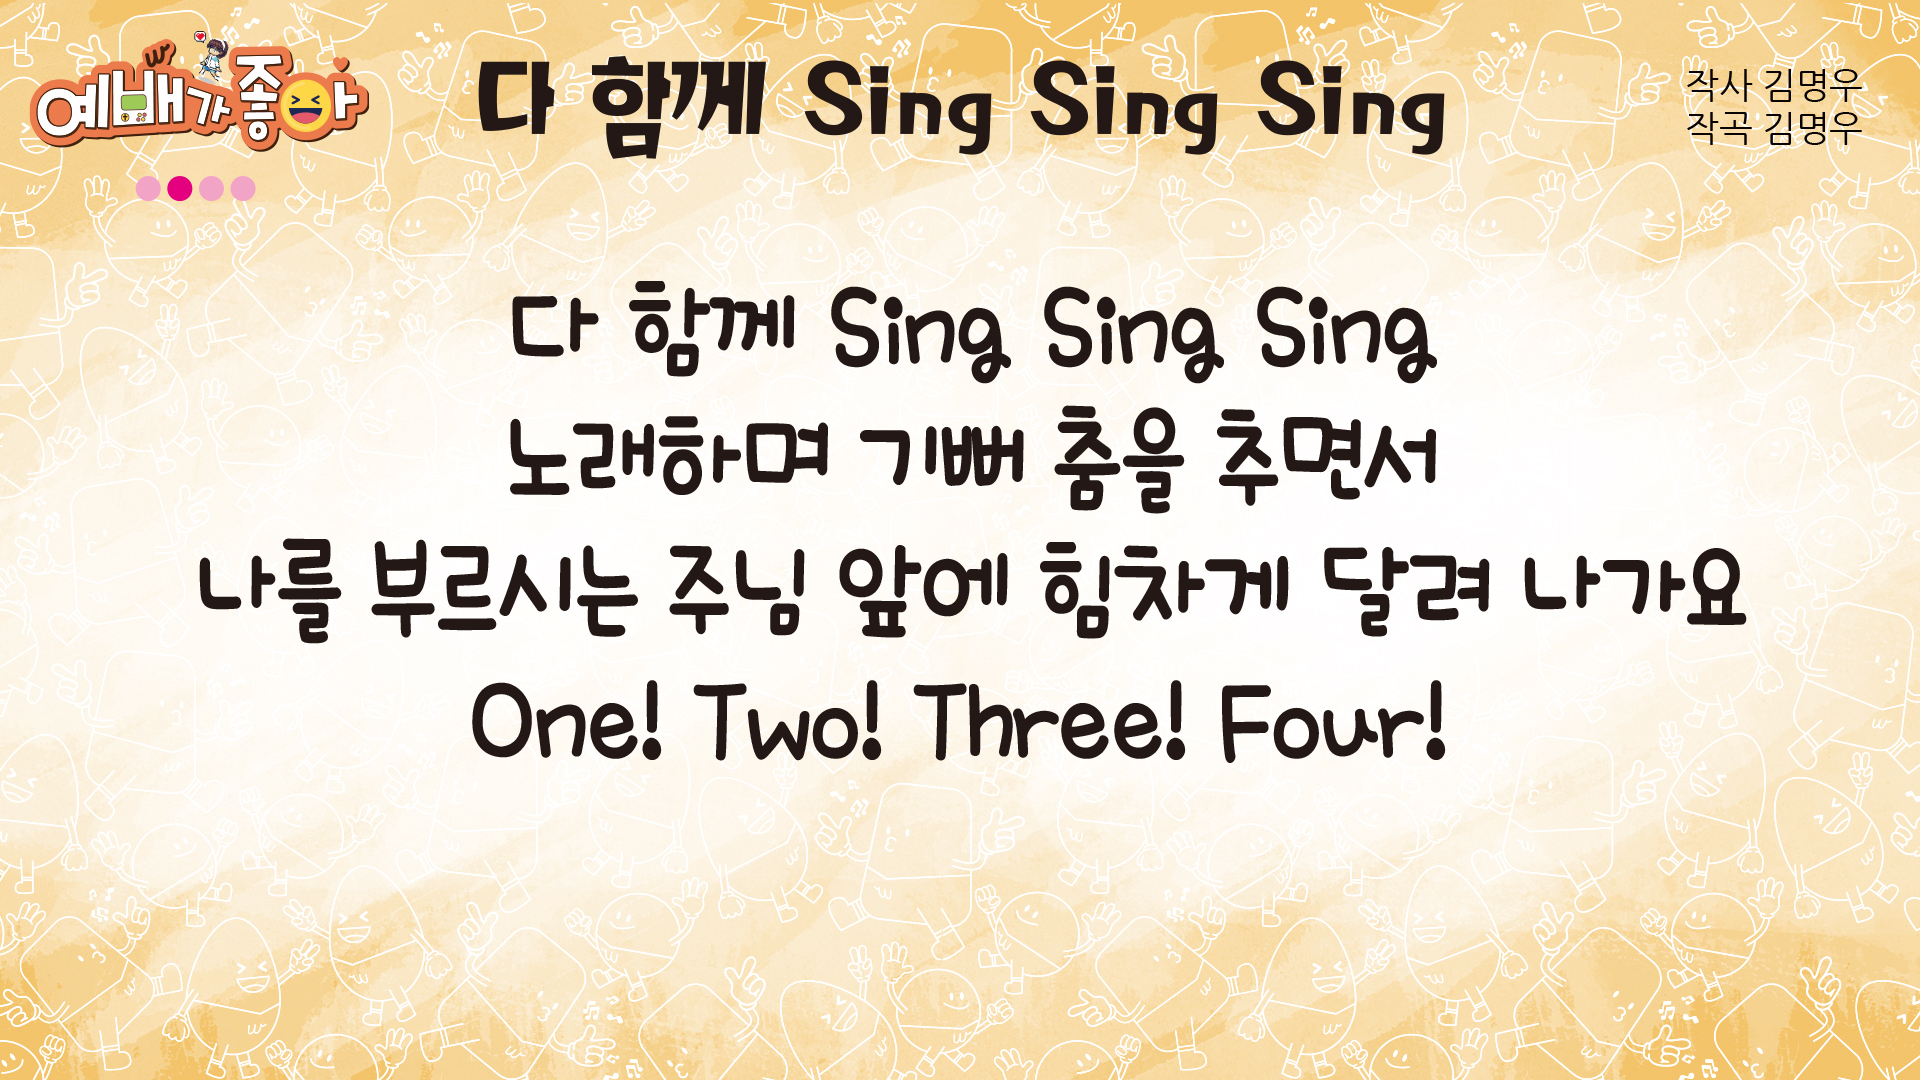 예배가 좋아
다 함께 Sing Sing Sing
작사 김명우
작곡 김명우
다 함께 Sing Sing Sing
노래하며 기뻐 춤을 추면서
나를 부르시는 주님 앞에 힘차게 달려 나가요
One! Two! Three! Four!